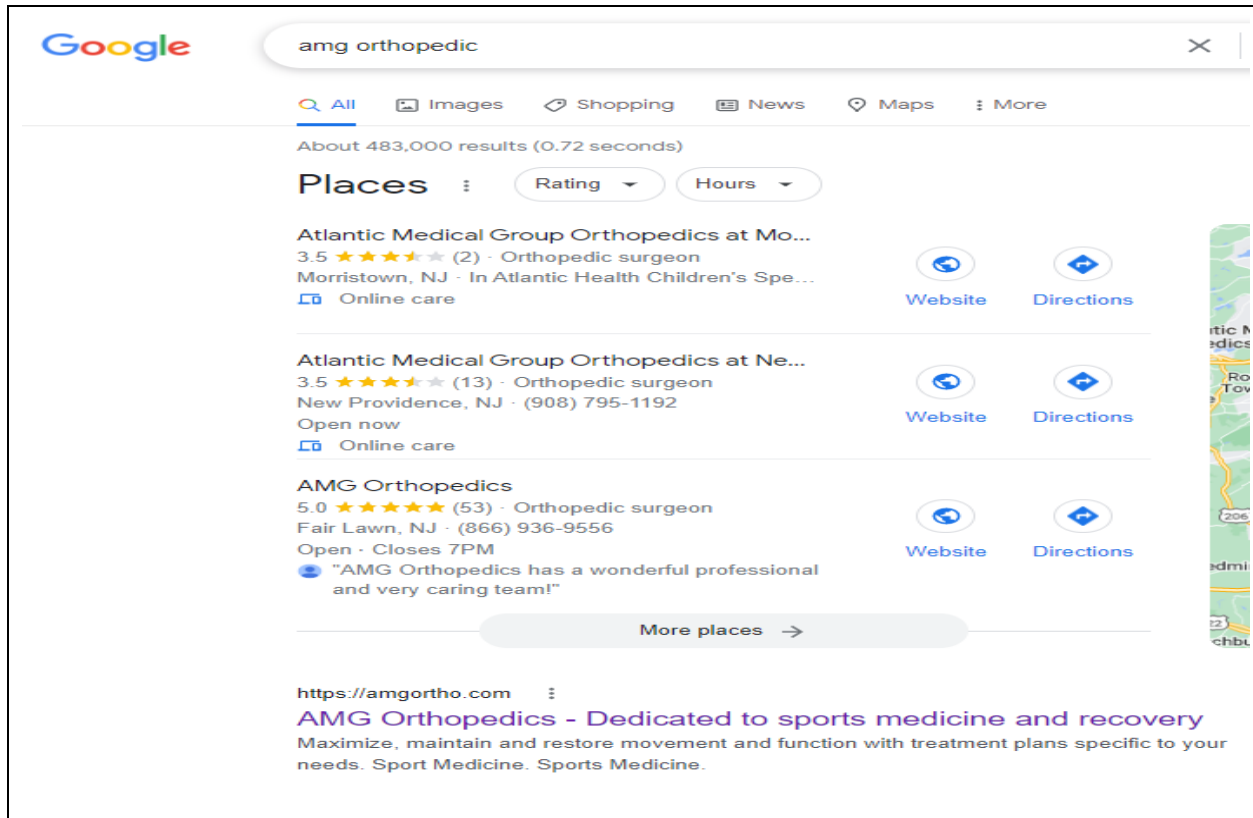 Google
amg orthopedic
All Images Shopping News Maps More
About 483,000 results (0.72 seconds)
Places Rating Hours
Atlantic Medical Group Orthopedics at Mo...
3.5 (2) · Orthopedic surgeon
Morristown, NJ · In Atlantic Health Children's Spe...
Online care
Website Directions
Atlantic Medical Group Orthopedics at Ne...
3.5 (13) · Orthopedic surgeon
New Providence, NJ · (908) 795-1192
Open now
Online care
Website Directions
AMG Orthopedics
5.0 (53) · Orthopedic surgeon
Fair Lawn, NJ · (866) 936-9556
Open · Closes 7PM
"AMG Orthopedics has a wonderful professional
and very caring team!"
Website Directions
More places →
https://amgortho.com
AMG Orthopedics - Dedicated to sports medicine and recovery
Maximize, maintain and restore movement and function with treatment plans specific to your
needs. Sport Medicine. Sports Medicine.
206